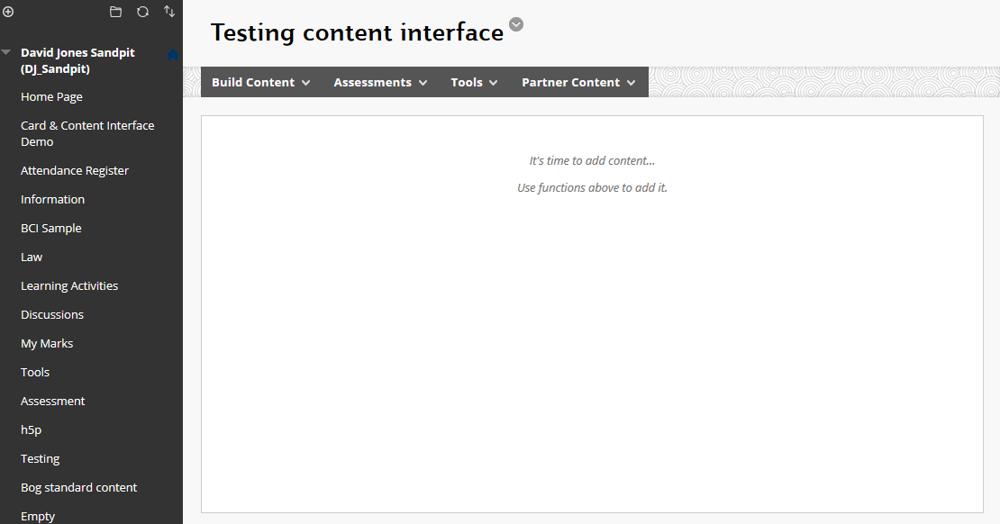 David Jones Sandpit
(DJ_Sandpit)
Home Page
Card & Content Interface
Demo
Attendance Register
Information
BCI Sample
Law
Learning Activities
Discussions
My Marks
Tools
Assessment
h5p
Testing
Bog standard content
Empty
Testing content interface
Build Content Assessments Tools Partner Content
It's time to add content...
Use functions above to add it.